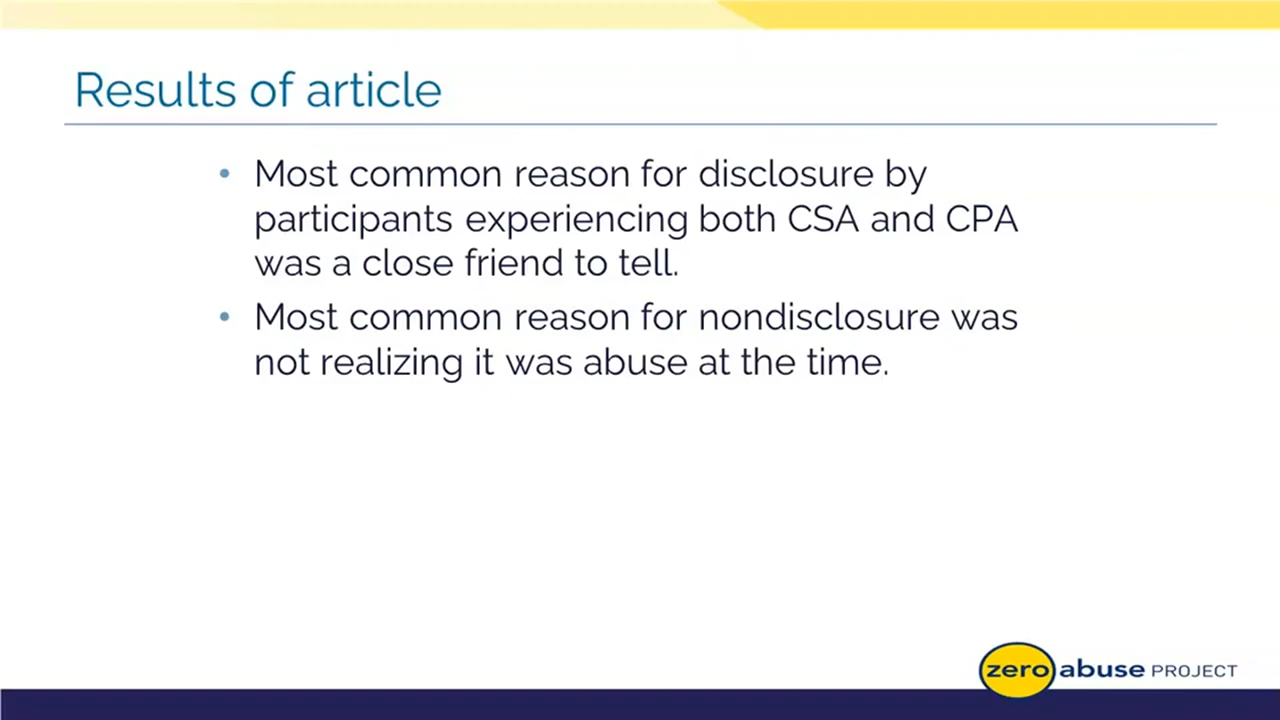 Results of article
• Most common reason for disclosure by
participants experiencing both CSA and CPA
was a close friend to tell.
• Most common reason for nondisclosure was
not realizing it was abuse at the time.
zero abuse PROJECT